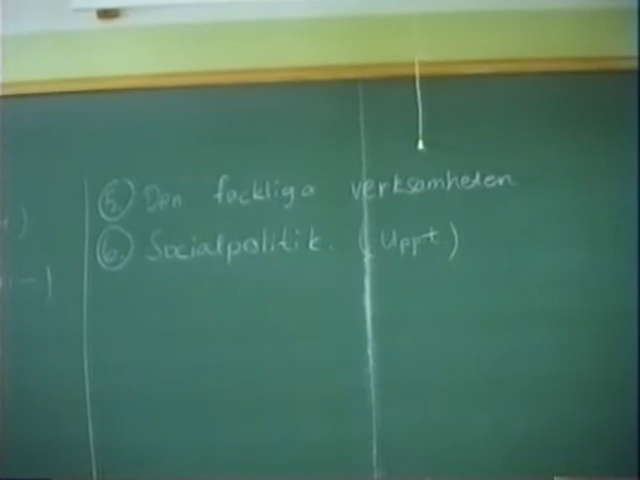 5. Den fackliga verksamheten
6. Socialpolitik. (Uppt.)